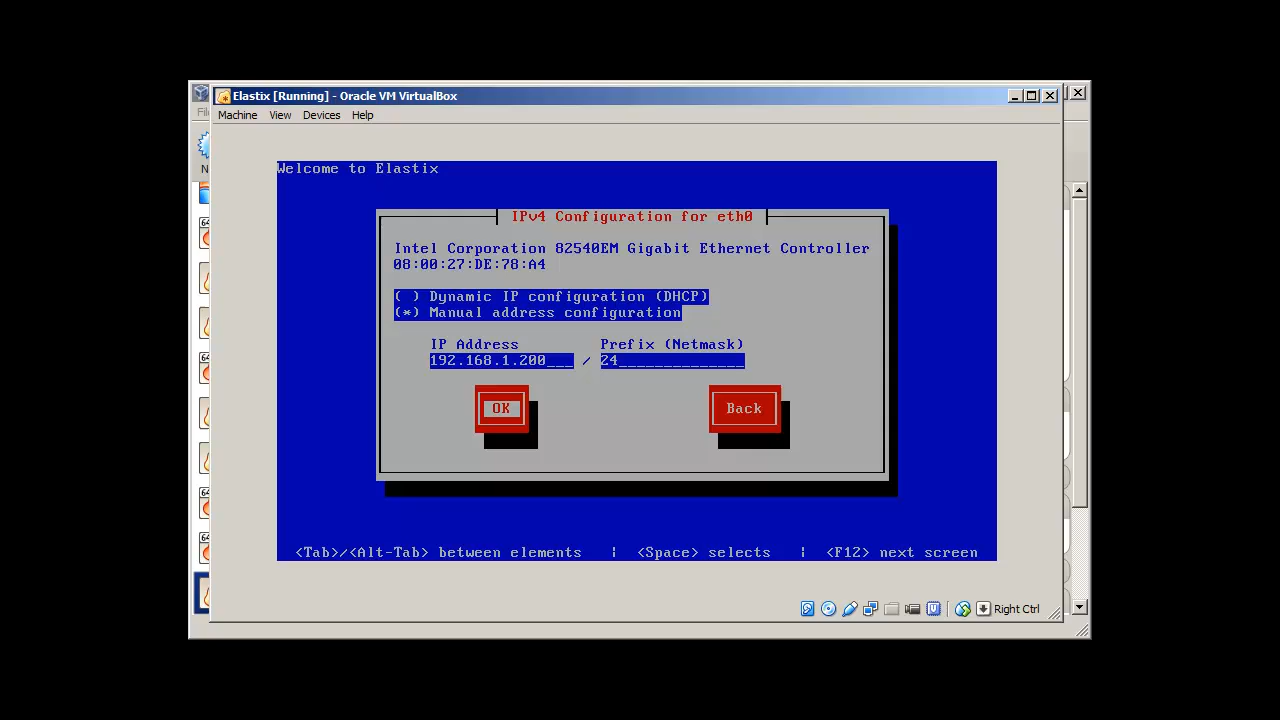 Elastix [Running] - Oracle VM VirtualBox
Machine View Devices Help
Welcome to Elastix
IPv4 Configuration for eth0
Intel Corporation 82540EM Gigabit Ethernet Controller
08:00:27:DE:78:A4
( ) Dynamic IP configuration (DHCP)
(*) Manual address configuration
IP Address Prefix (Netmask)
192.168.1.200___ / 24______________
OK Back
<Tab>/<Alt-Tab> between elements | <Space> selects | <F12> next screen
Right Ctrl